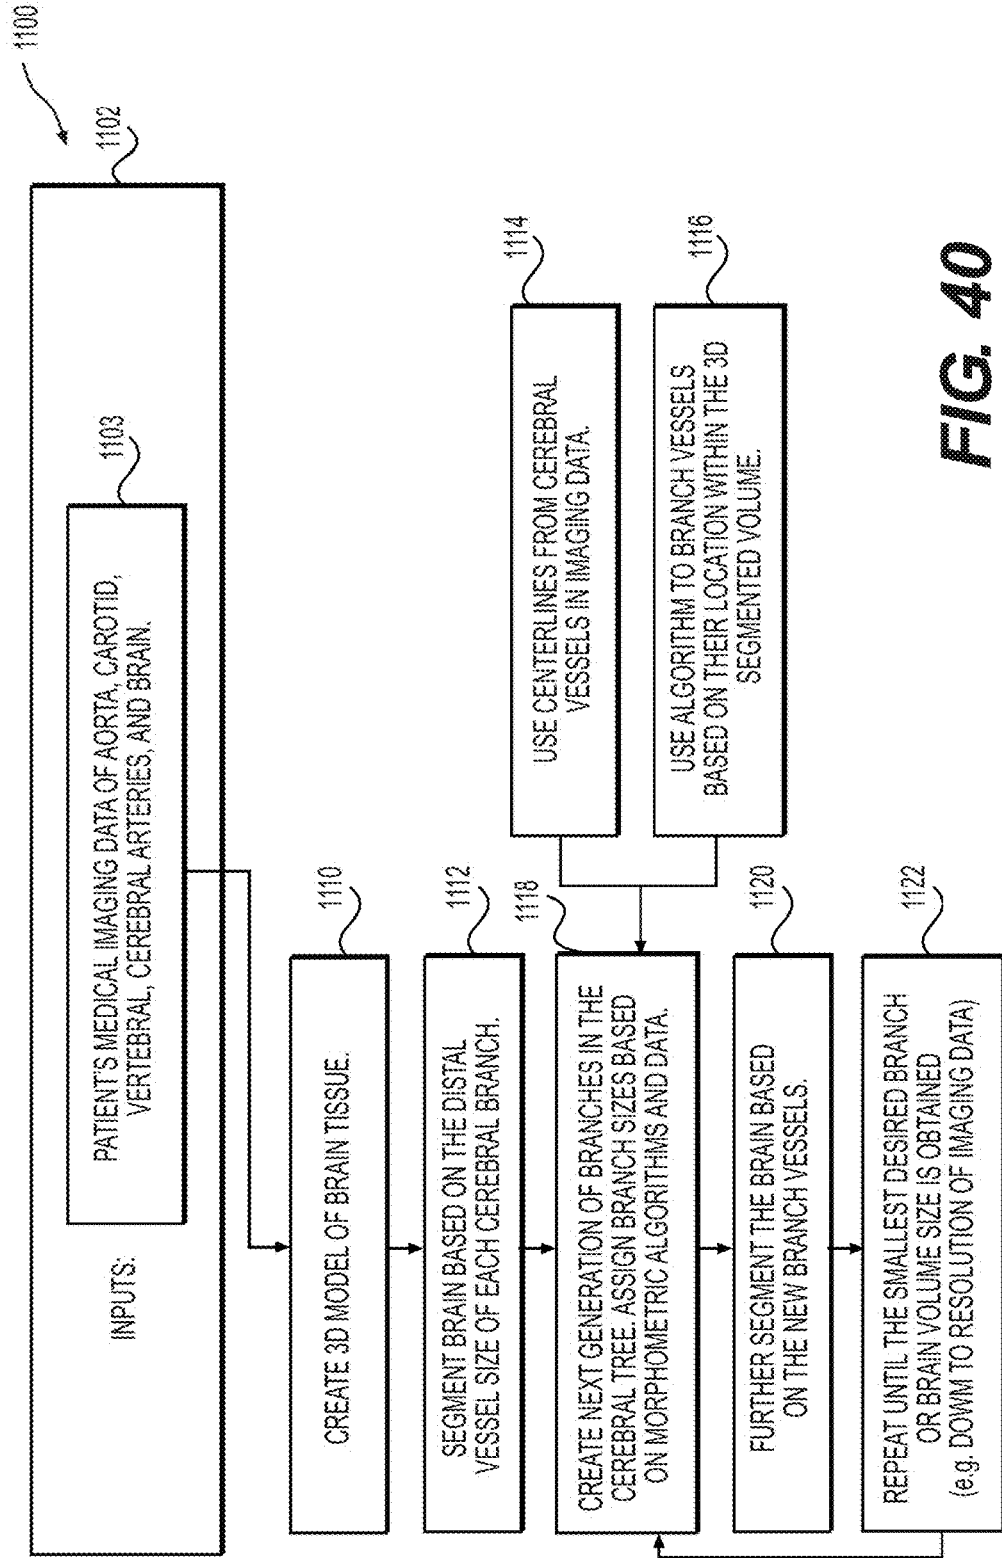 1100
1102
1103
INPUTS:
PATIENT'S MEDICAL IMAGING DATA OF AORTA, CAROTID,
VERTEBRAL, CEREBRAL ARTERIES, AND BRAIN.
1110
CREATE 3D MODEL OF BRAIN TISSUE.
1112
SEGMENT BRAIN BASED ON THE DISTAL
VESSEL SIZE OF EACH CEREBRAL BRANCH.
1114
USE CENTERLINES FROM CEREBRAL
VESSELS IN IMAGING DATA.
1116
USE ALGORITHM TO BRANCH VESSELS
BASED ON THEIR LOCATION WITHIN THE 3D
SEGMENTED VOLUME.
1118
CREATE NEXT GENERATION OF BRANCHES IN THE
CEREBRAL TREE. ASSIGN BRANCH SIZES BASED
ON MORPHOMETRIC ALGORITHMS AND DATA.
1120
FURTHER SEGMENT THE BRAIN BASED
ON THE NEW BRANCH VESSELS.
1122
REPEAT UNTIL THE SMALLEST DESIRED BRANCH
OR BRAIN VOLUME SIZE IS OBTAINED
(e.g. DOWM TO RESOLUTION OF IMAGING DATA)
FIG. 40